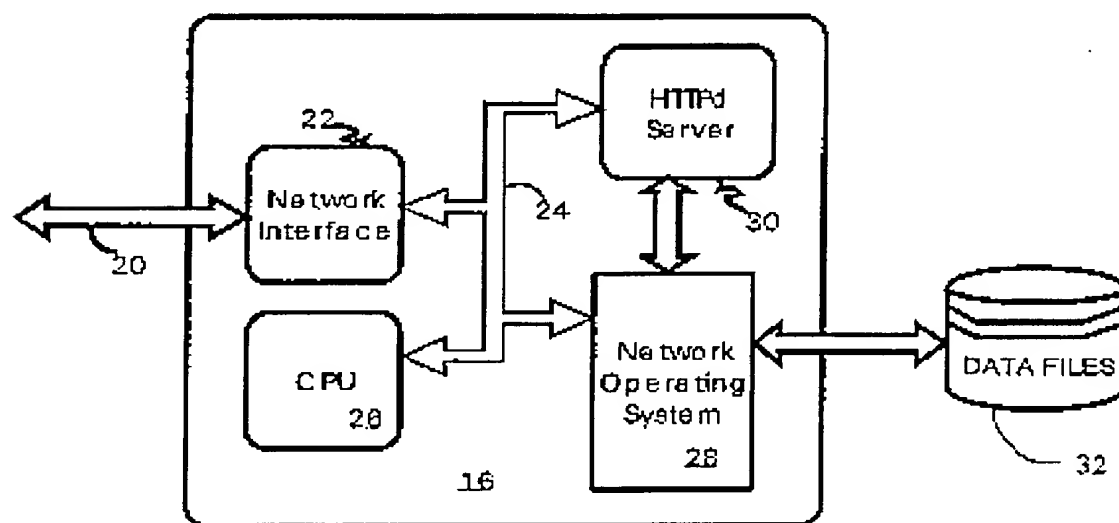 22
HTTPd
Server
Network
Interface
24
30
20
Network
Operating
System
28
CPU
26
DATA FILES
32
16